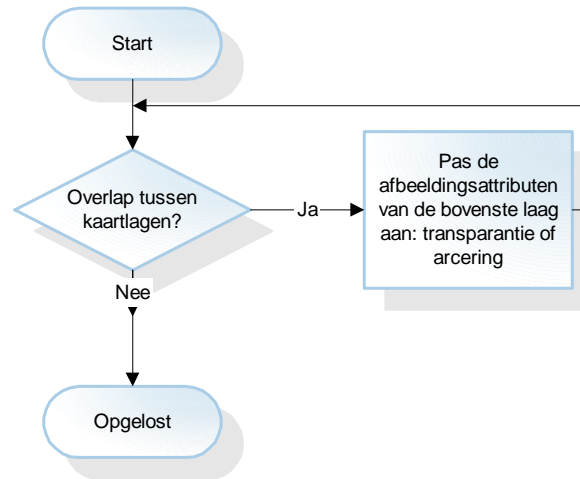 Start
Overlap tussen
kaartlagen?
Ja
Pas de
afbeeldingsattributen
van de bovenste laag
aan: transparantie of
arcering
Nee
Opgelost